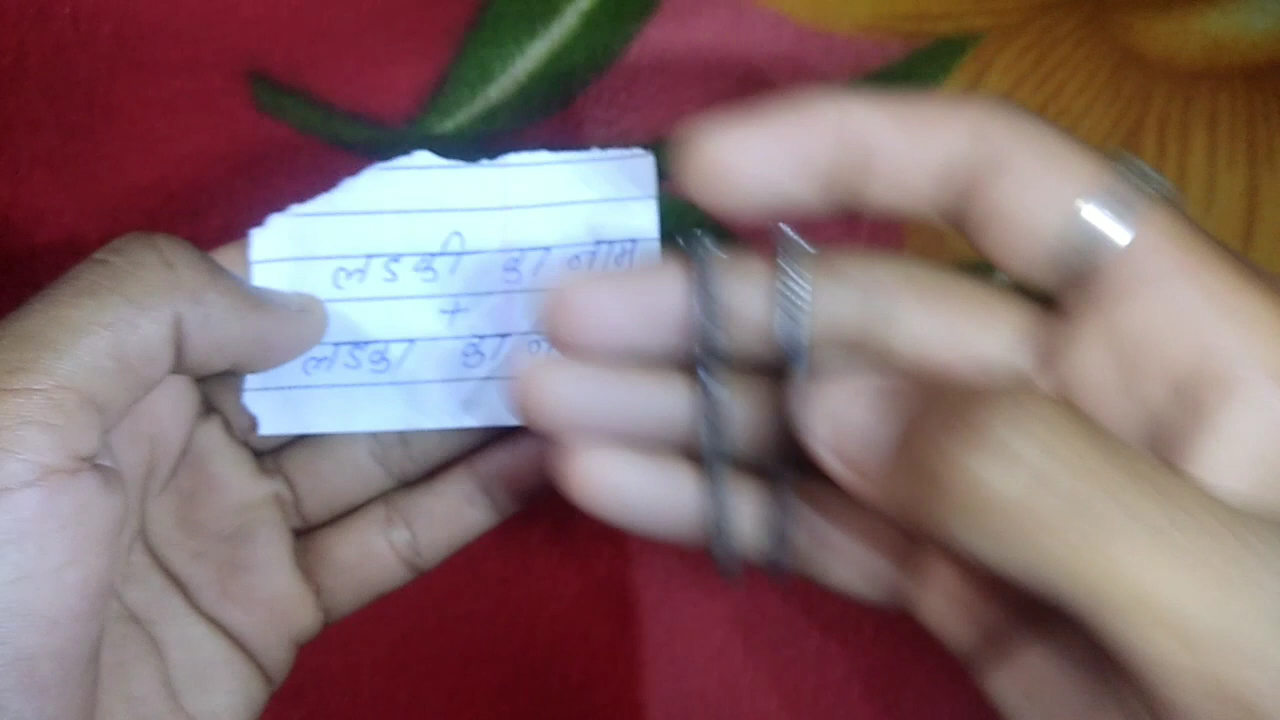 लडकी का नाम
+
लडका का